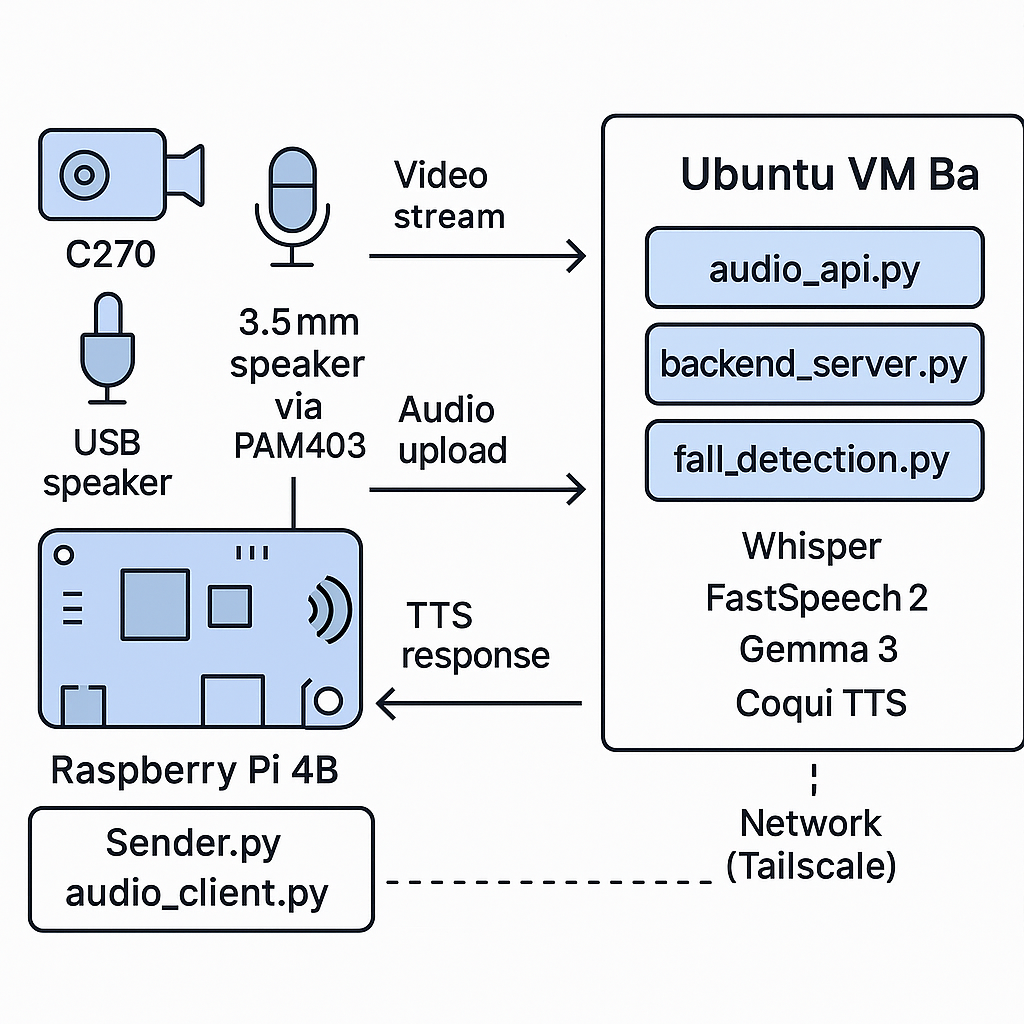 C270
USB
speaker
3.5 mm
speaker
via
PAM403
Video
stream
Audio
upload
TTS
response
Raspberry Pi 4B
Sender.py
audio_client.py
Ubuntu VM Ba
audio_api.py
backend_server.py
fall_detection.py
Whisper
FastSpeech 2
Gemma 3
Coqui TTS
Network
(Tailscale)